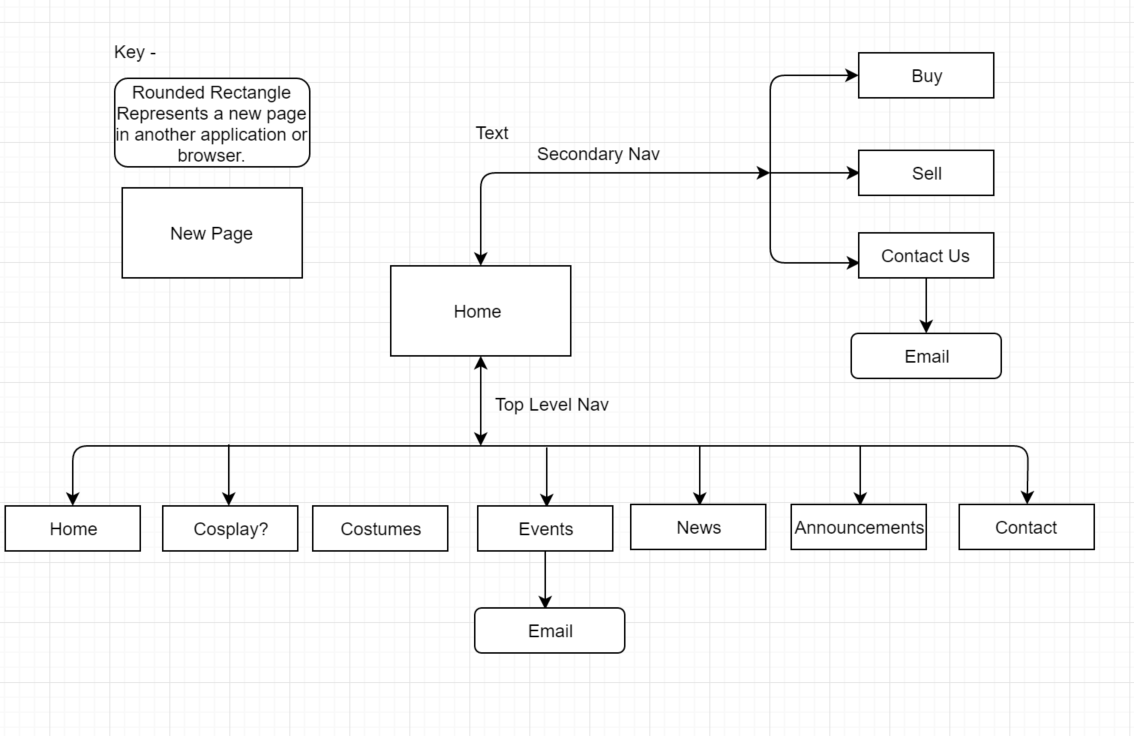 Key -
Rounded Rectangle
Represents a new page
in another application or
browser.
New Page
Text
Secondary Nav
Buy
Sell
Contact Us
Email
Home
Top Level Nav
Home
Cosplay?
Costumes
Events
News
Announcements
Contact
Email